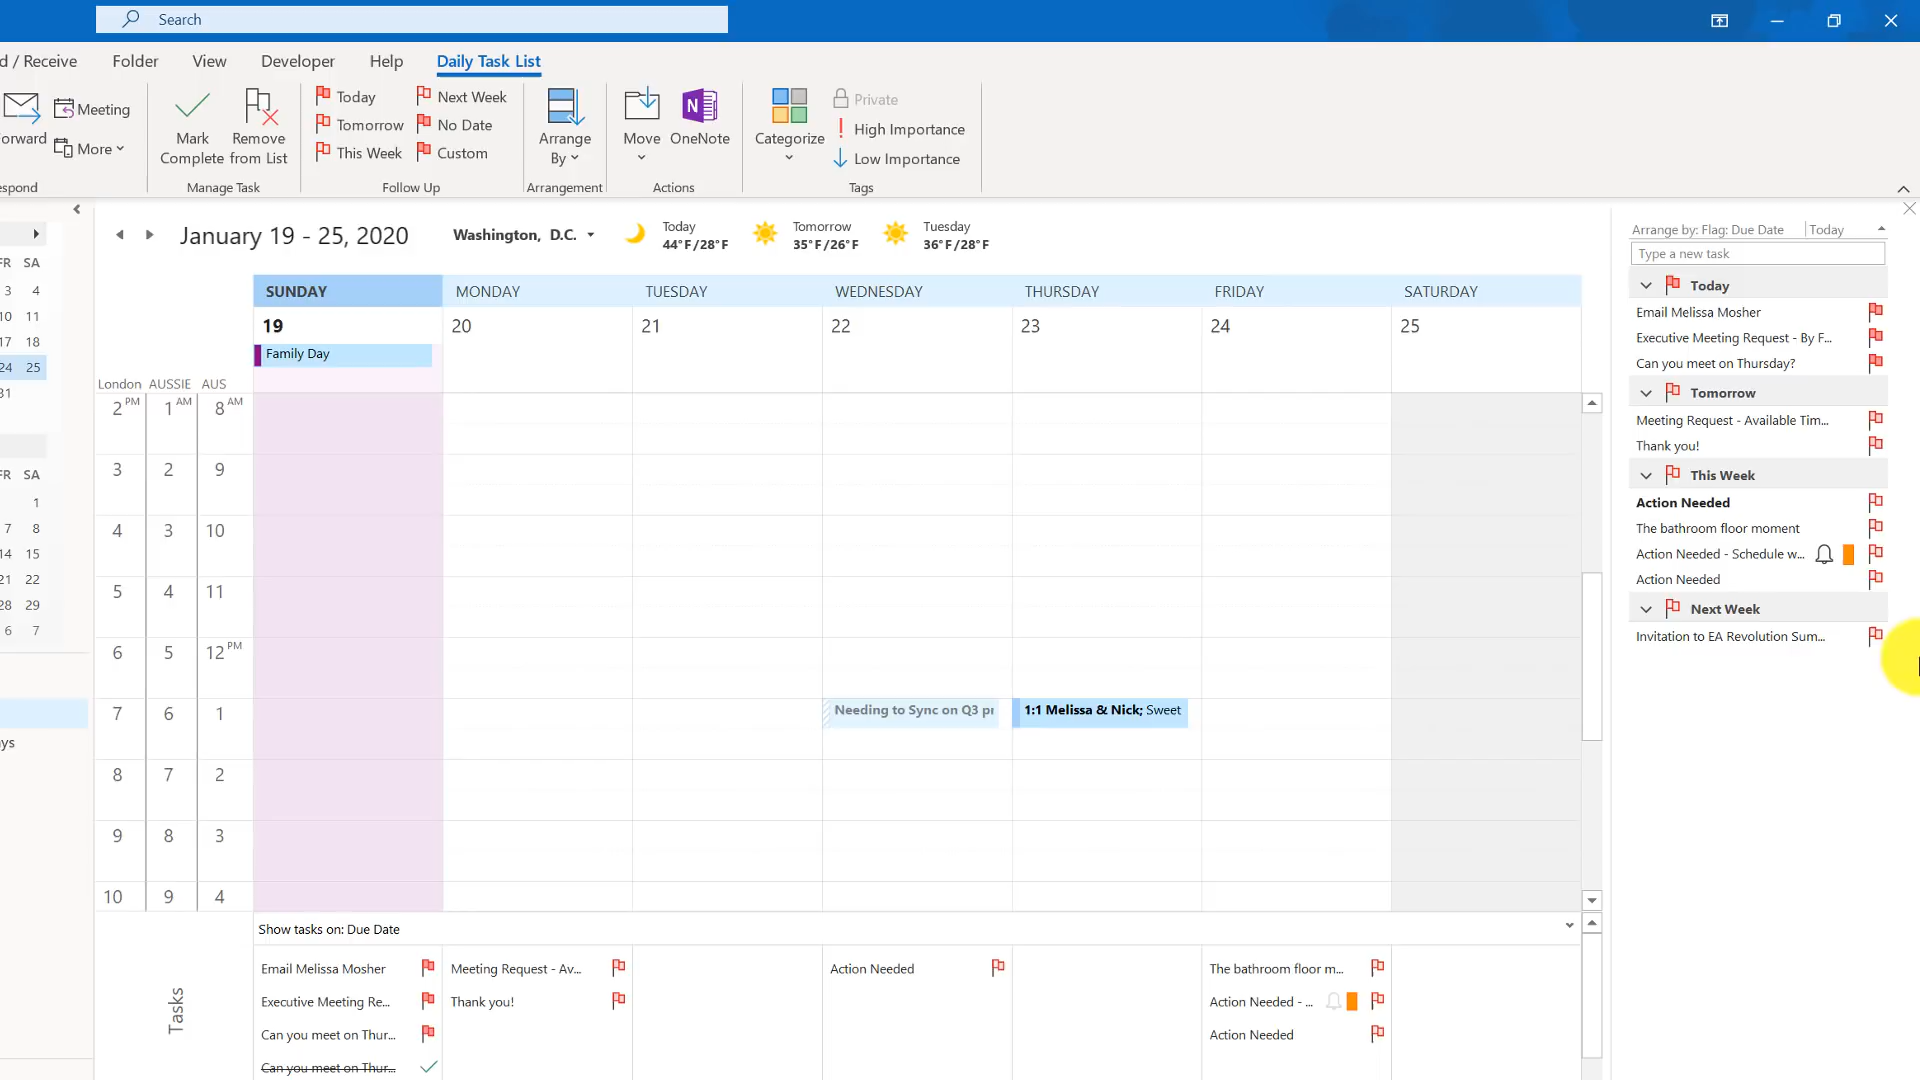 Search
d / Receive
Folder
View
Developer
Help
Daily Task List
orward
Meeting
More
Mark Complete
Remove from List
Today
Tomorrow
This Week
Next Week
No Date
Custom
Arrange By
Move
OneNote
Categorize
Private
High Importance
Low Importance
spond
Manage Task
Follow Up
Arrangement
Actions
Tags
January 19 - 25, 2020
Washington, D.C.
Today
44°F/28°F
Tomorrow
35°F/26°F
Tuesday
36°F/28°F
SUNDAY MONDAY TUESDAY WEDNESDAY THURSDAY FRIDAY SATURDAY
19 20 21 22 23 24 25
Family Day
London AUSSIE AUS
2 PM 1 AM 8 AM
3 2 9
4 3 10
5 4 11
6 5 12 PM
7 6 1
8 7 2
9 8 3
10 9 4
Needing to Sync on Q3 pr
1:1 Melissa & Nick; Sweet
FR SA
3 4
10 11
17 18
24 25
31
FR SA
1
7 8
14 15
21 22
28 29
6 7
ys
Show tasks on: Due Date
Tasks
Email Melissa Mosher
Executive Meeting Re...
Can you meet on Thur...
Can you meet on Thur...
Meeting Request - Av...
Thank you!
Action Needed
The bathroom floor m...
Action Needed - ...
Action Needed
Arrange by: Flag: Due Date
Today
Type a new task
Today
Email Melissa Mosher
Executive Meeting Request - By F...
Can you meet on Thursday?
Tomorrow
Meeting Request - Available Tim...
Thank you!
This Week
Action Needed
The bathroom floor moment
Action Needed - Schedule w...
Action Needed
Next Week
Invitation to EA Revolution Sum...